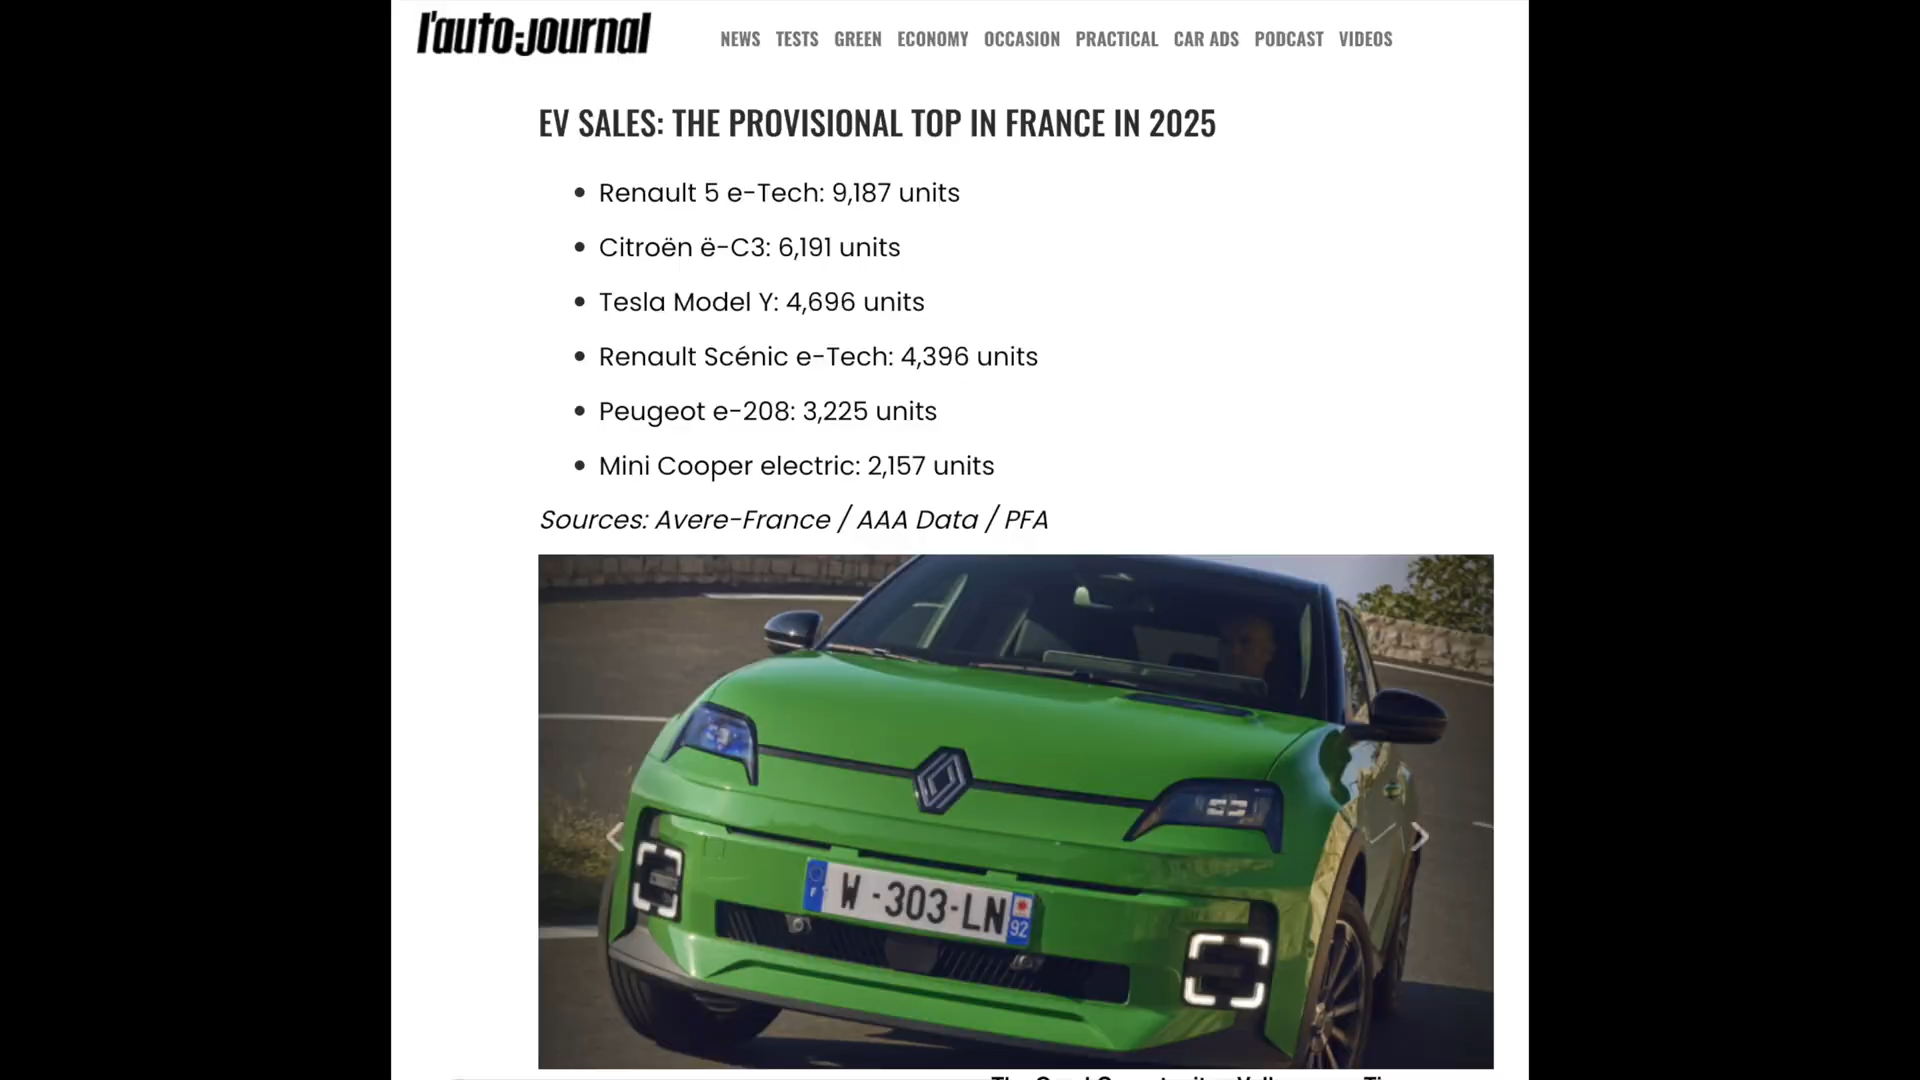 l'auto-journal
NEWS TESTS GREEN ECONOMY OCCASION PRACTICAL CAR ADS PODCAST VIDEOS
EV SALES: THE PROVISIONAL TOP IN FRANCE IN 2025
Renault 5 e-Tech: 9,187 units
Citroën ë-C3: 6,191 units
Tesla Model Y: 4,696 units
Renault Scénic e-Tech: 4,396 units
Peugeot e-208: 3,225 units
Mini Cooper electric: 2,157 units
Sources: Avere-France / AAA Data / PFA
F W-303-LN 92